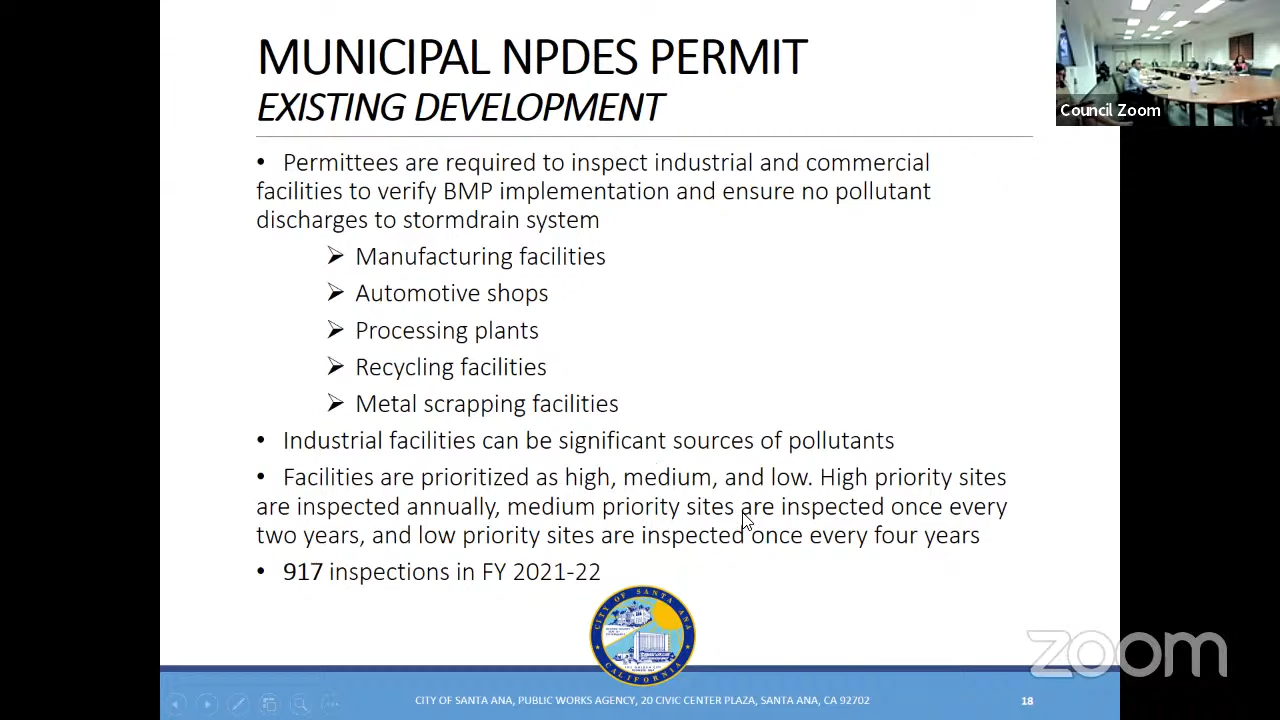 MUNICIPAL NPDES PERMIT
EXISTING DEVELOPMENT
Council Zoom
• Permittees are required to inspect industrial and commercial
facilities to verify BMP implementation and ensure no pollutant
discharges to stormdrain system
➢ Manufacturing facilities
➢ Automotive shops
➢ Processing plants
➢ Recycling facilities
➢ Metal scrapping facilities
• Industrial facilities can be significant sources of pollutants
• Facilities are prioritized as high, medium, and low. High priority sites
are inspected annually, medium priority sites are inspected once every
two years, and low priority sites are inspected once every four years
• 917 inspections in FY 2021-22
CITY OF SANTA ANA
CALIFORNIA
zoom
CITY OF SANTA ANA, PUBLIC WORKS AGENCY, 20 CIVIC CENTER PLAZA, SANTA ANA, CA 92702
18